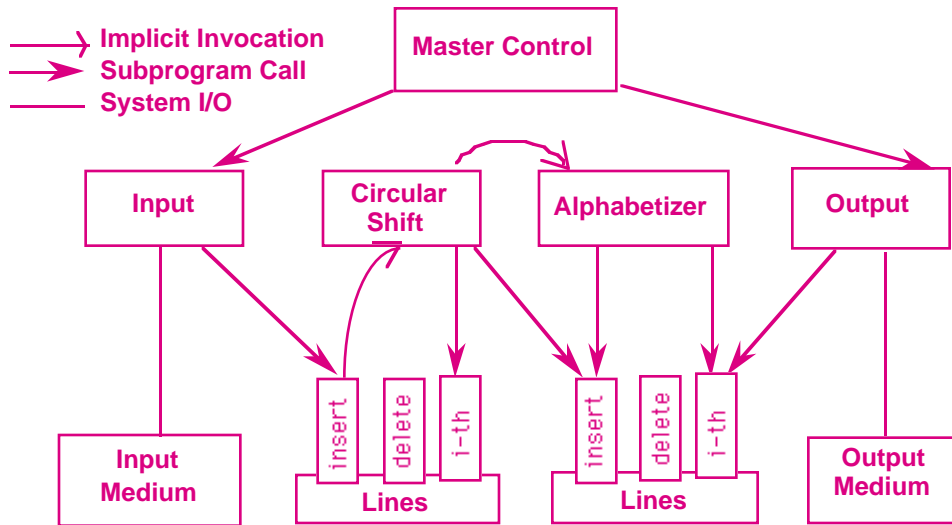 Implicit Invocation
Subprogram Call
System I/O
Master Control
Input
Circular
Shift
Alphabetizer
Output
insert
delete
i-th
insert
delete
i-th
Input
Medium
Lines
Lines
Output
Medium